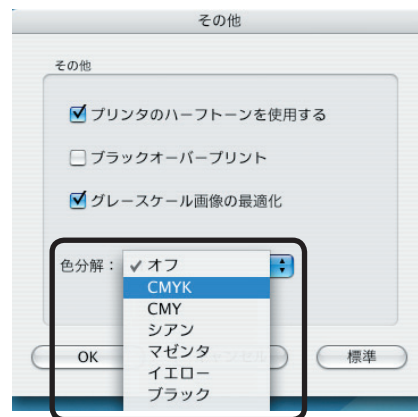 その他
その他
プリンタのハーフトーンを使用する
ブラックオーバープリント
グレースケール画像の最適化
色分解：
オフ
CMYK
CMY
シアン
マゼンタ
イエロー
ブラック
OK
標準